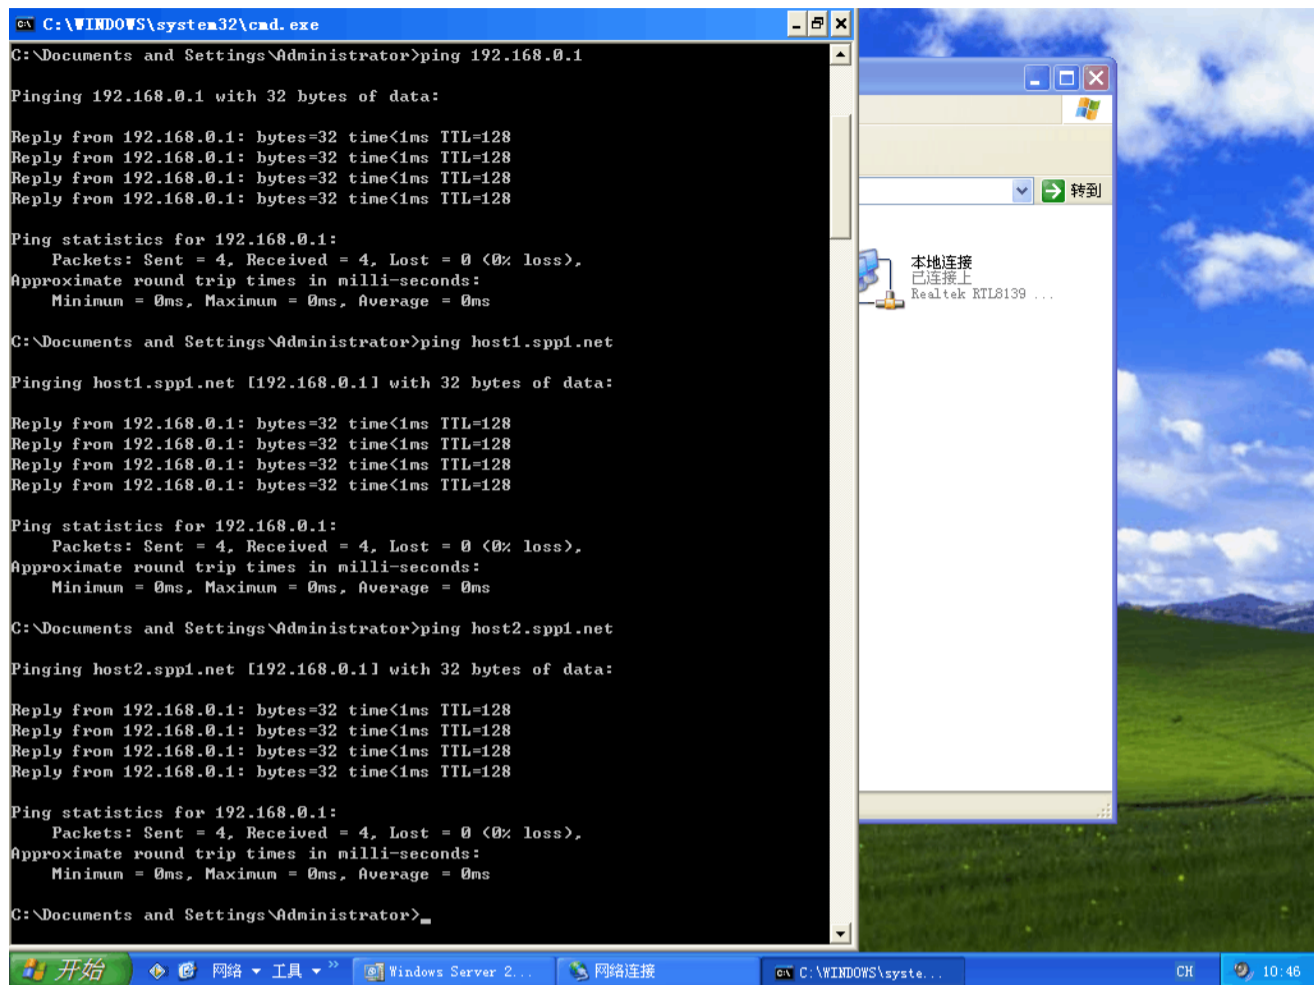 C:\WINDOWS\system32\cmd.exe
C:\Documents and Settings\Administrator>ping 192.168.0.1
Pinging 192.168.0.1 with 32 bytes of data:
Reply from 192.168.0.1: bytes=32 time<1ms TTL=128
Reply from 192.168.0.1: bytes=32 time<1ms TTL=128
Reply from 192.168.0.1: bytes=32 time<1ms TTL=128
Reply from 192.168.0.1: bytes=32 time<1ms TTL=128
Ping statistics for 192.168.0.1:
Packets: Sent = 4, Received = 4, Lost = 0 (0% loss),
Approximate round trip times in milli-seconds:
Minimum = 0ms, Maximum = 0ms, Average = 0ms
C:\Documents and Settings\Administrator>ping host1.spp1.net
Pinging host1.spp1.net [192.168.0.1] with 32 bytes of data:
Reply from 192.168.0.1: bytes=32 time<1ms TTL=128
Reply from 192.168.0.1: bytes=32 time<1ms TTL=128
Reply from 192.168.0.1: bytes=32 time<1ms TTL=128
Reply from 192.168.0.1: bytes=32 time<1ms TTL=128
Ping statistics for 192.168.0.1:
Packets: Sent = 4, Received = 4, Lost = 0 (0% loss),
Approximate round trip times in milli-seconds:
Minimum = 0ms, Maximum = 0ms, Average = 0ms
C:\Documents and Settings\Administrator>ping host2.spp1.net
Pinging host2.spp1.net [192.168.0.1] with 32 bytes of data:
Reply from 192.168.0.1: bytes=32 time<1ms TTL=128
Reply from 192.168.0.1: bytes=32 time<1ms TTL=128
Reply from 192.168.0.1: bytes=32 time<1ms TTL=128
Reply from 192.168.0.1: bytes=32 time<1ms TTL=128
Ping statistics for 192.168.0.1:
Packets: Sent = 4, Received = 4, Lost = 0 (0% loss),
Approximate round trip times in milli-seconds:
Minimum = 0ms, Maximum = 0ms, Average = 0ms
C:\Documents and Settings\Administrator>_
转到
本地连接
已连接上
Realtek RTL8139 ...
开始 网络 工具 » Windows Server 2... 网络连接 C:\WINDOWS\syste... CH 10:46